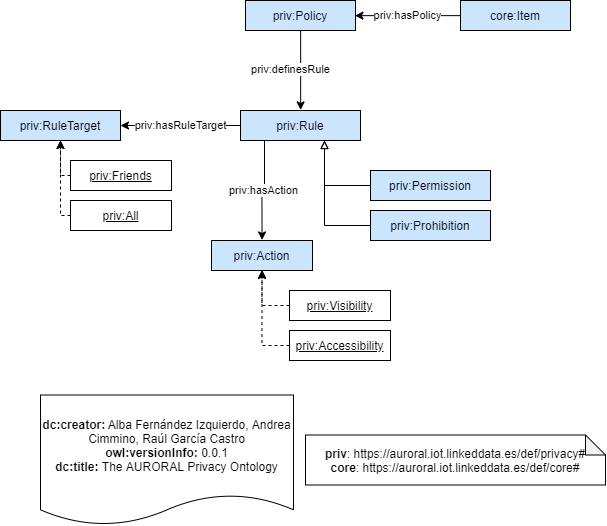 priv:Policy
priv:hasPolicy
core:Item
priv:definesRule
priv:RuleTarget
priv:hasRuleTarget
priv:Rule
priv:Friends
priv:All
priv:hasAction
priv:Permission
priv:Prohibition
priv:Action
priv:Visibility
priv:Accessibility
dc:creator: Alba Fernández Izquierdo, Andrea
Cimmino, Raúl García Castro
owl:versionInfo: 0.0.1
dc:title: The AURORAL Privacy Ontology
priv: https://auroral.iot.linkeddata.es/def/privacy#
core: https://auroral.iot.linkeddata.es/def/core#